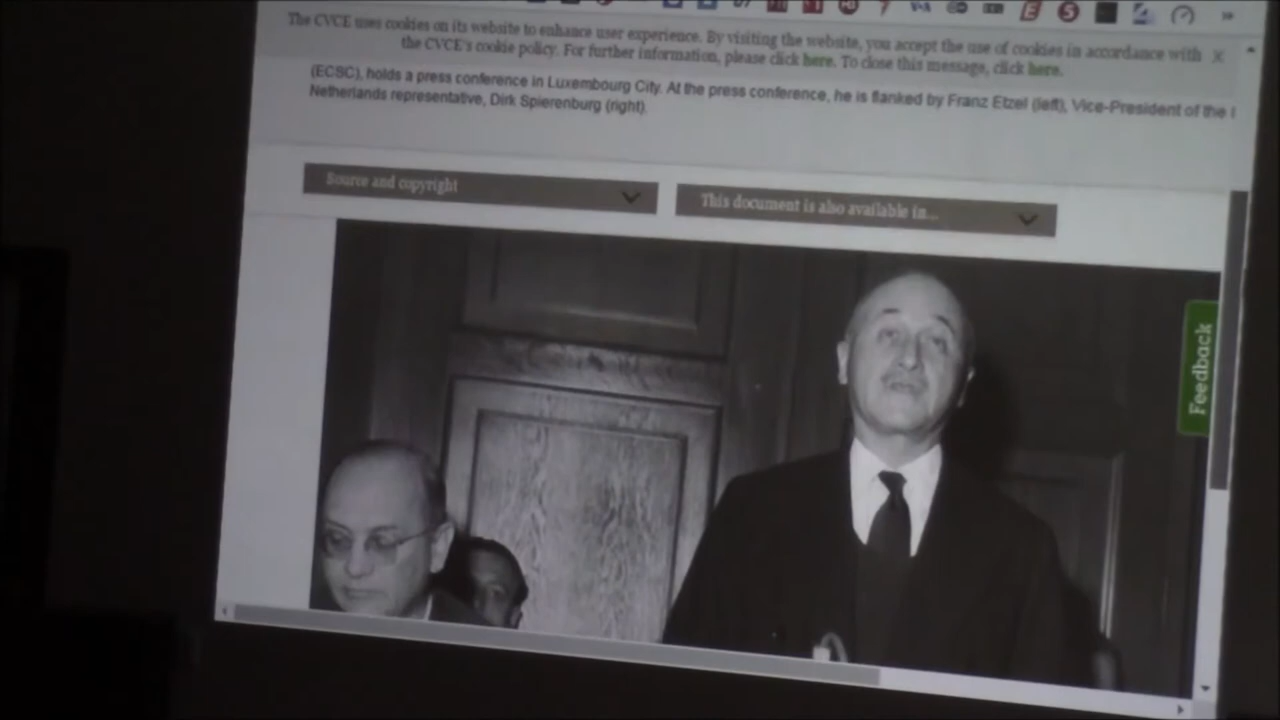 The CVCE uses cookies on its website to enhance user experience. By visiting the website, you accept the use of cookies in accordance with
the CVCE's cookie policy. For further information, please click here. To close this message, click here.
(ECSC), holds a press conference in Luxembourg City. At the press conference, he is flanked by Franz Etzel (left), Vice-President of the
Netherlands representative, Dirk Spierenburg (right).
Source and copyright
This document is also available in...
Feedback